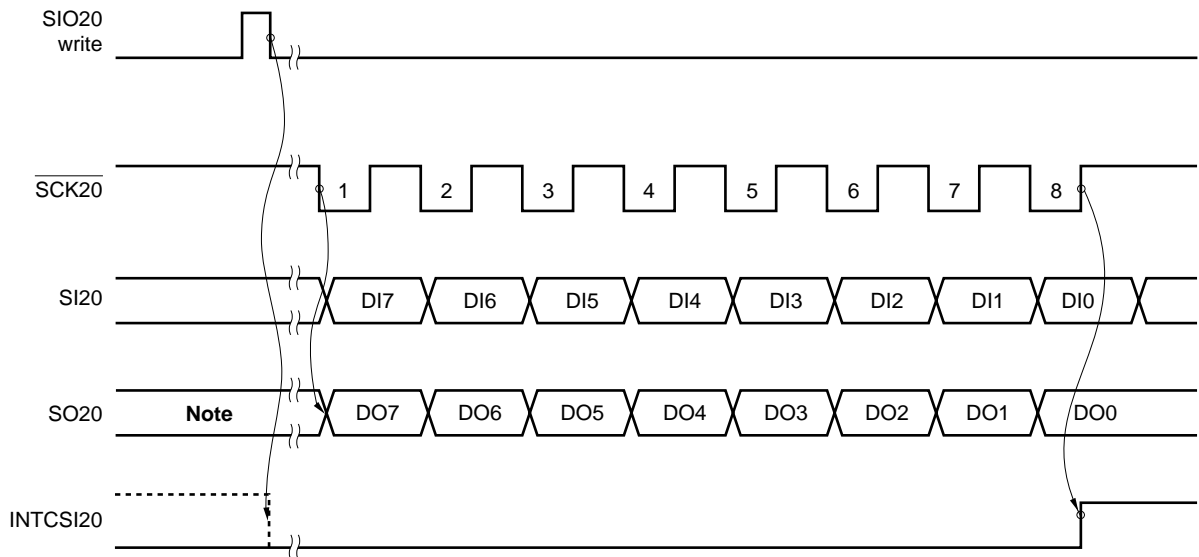 SIO20
write
SCK20
1 2 3 4 5 6 7 8
SI20
DI7 DI6 DI5 DI4 DI3 DI2 DI1 DI0
SO20
Note DO7 DO6 DO5 DO4 DO3 DO2 DO1 DO0
INTCSI20